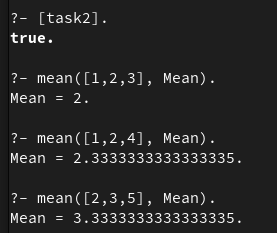 ?- [task2].
true.
?- mean([1,2,3], Mean).
Mean = 2.
?- mean([1,2,4], Mean).
Mean = 2.3333333333333335.
?- mean([2,3,5], Mean).
Mean = 3.3333333333333335.